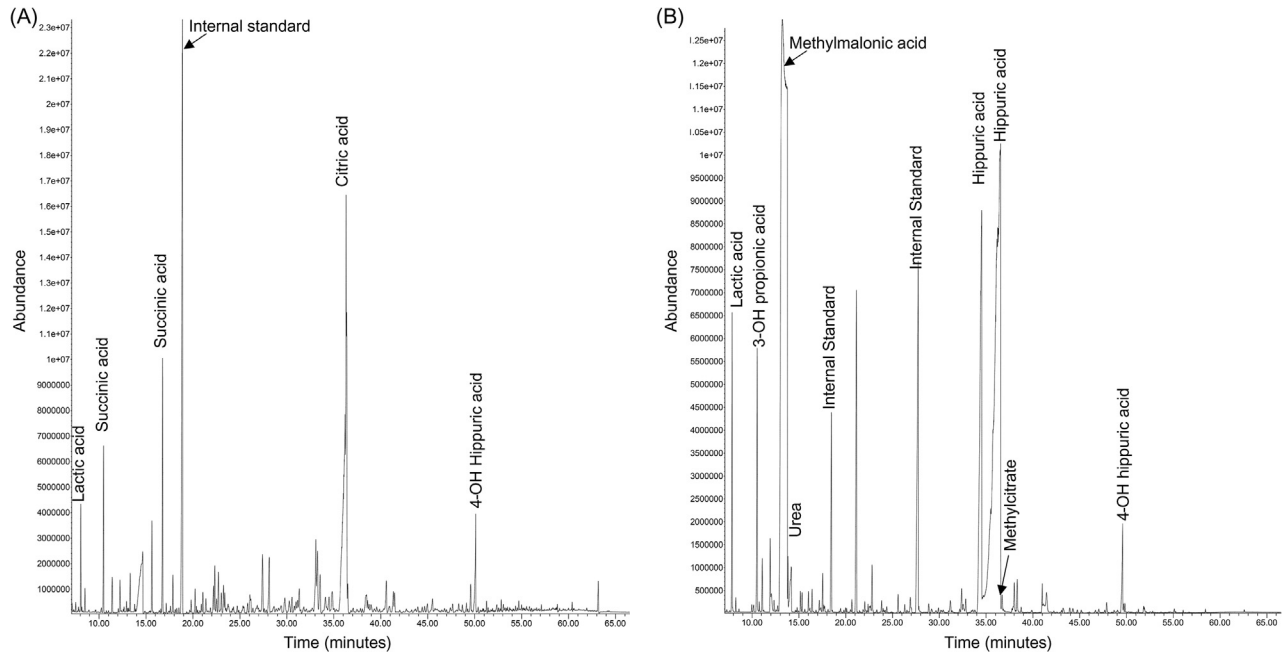 (A)
Internal standard
Citric acid
Succinic acid
Succinic acid
Lactic acid
4-OH Hippuric acid
Abundance
2.3e+07
2.2e+07
2.1e+07
2e+07
1.9e+07
1.8e+07
1.7e+07
1.6e+07
1.5e+07
1.4e+07
1.3e+07
1.2e+07
1.1e+07
1e+07
9000000
8000000
7000000
6000000
5000000
4000000
3000000
2000000
1000000
10.00 15.00 20.00 25.00 30.00 35.00 40.00 45.00 50.00 55.00 60.00 65.00
Time (minutes)
(B)
Methylmalonic acid
Hippuric acid
Hippuric acid
Internal Standard
Lactic acid
3-OH propionic acid
Internal Standard
Urea
Methylcitrate
4-OH hippuric acid
Abundance
1.25e+07
1.2e+07
1.15e+07
1.1e+07
1.05e+07
1e+07
9500000
9000000
8500000
8000000
7500000
7000000
6500000
6000000
5500000
5000000
4500000
4000000
3500000
3000000
2500000
2000000
1500000
1000000
500000
10.00 15.00 20.00 25.00 30.00 35.00 40.00 45.00 50.00 55.00 60.00 65.00
Time (minutes)